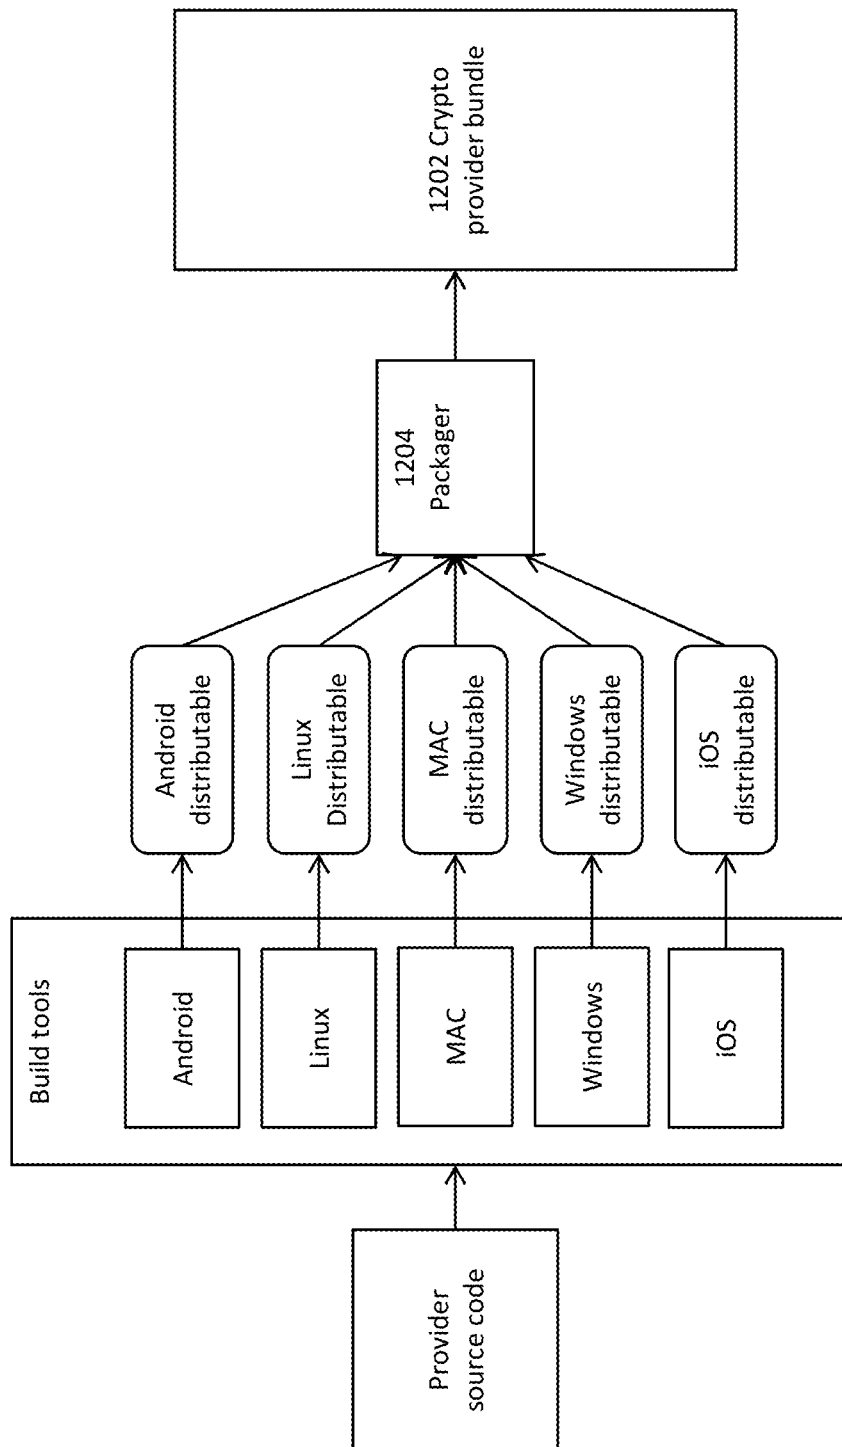 Provider
source code
Build tools
Android
Linux
MAC
Windows
iOS
Android
distributable
Linux
Distributable
MAC
distributable
Windows
distributable
iOS
distributable
1204
Packager
1202 Crypto
provider bundle